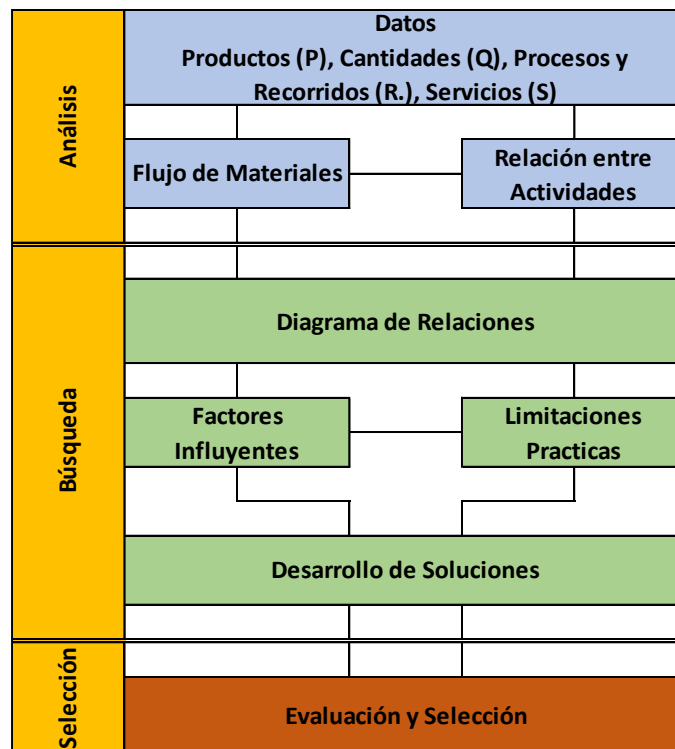 Análisis
Datos
Productos (P), Cantidades (Q), Procesos y
Recorridos (R.), Servicios (S)
Flujo de Materiales
Relación entre
Actividades
Búsqueda
Diagrama de Relaciones
Factores
Influyentes
Limitaciones
Practicas
Desarrollo de Soluciones
Selección
Evaluación y Selección